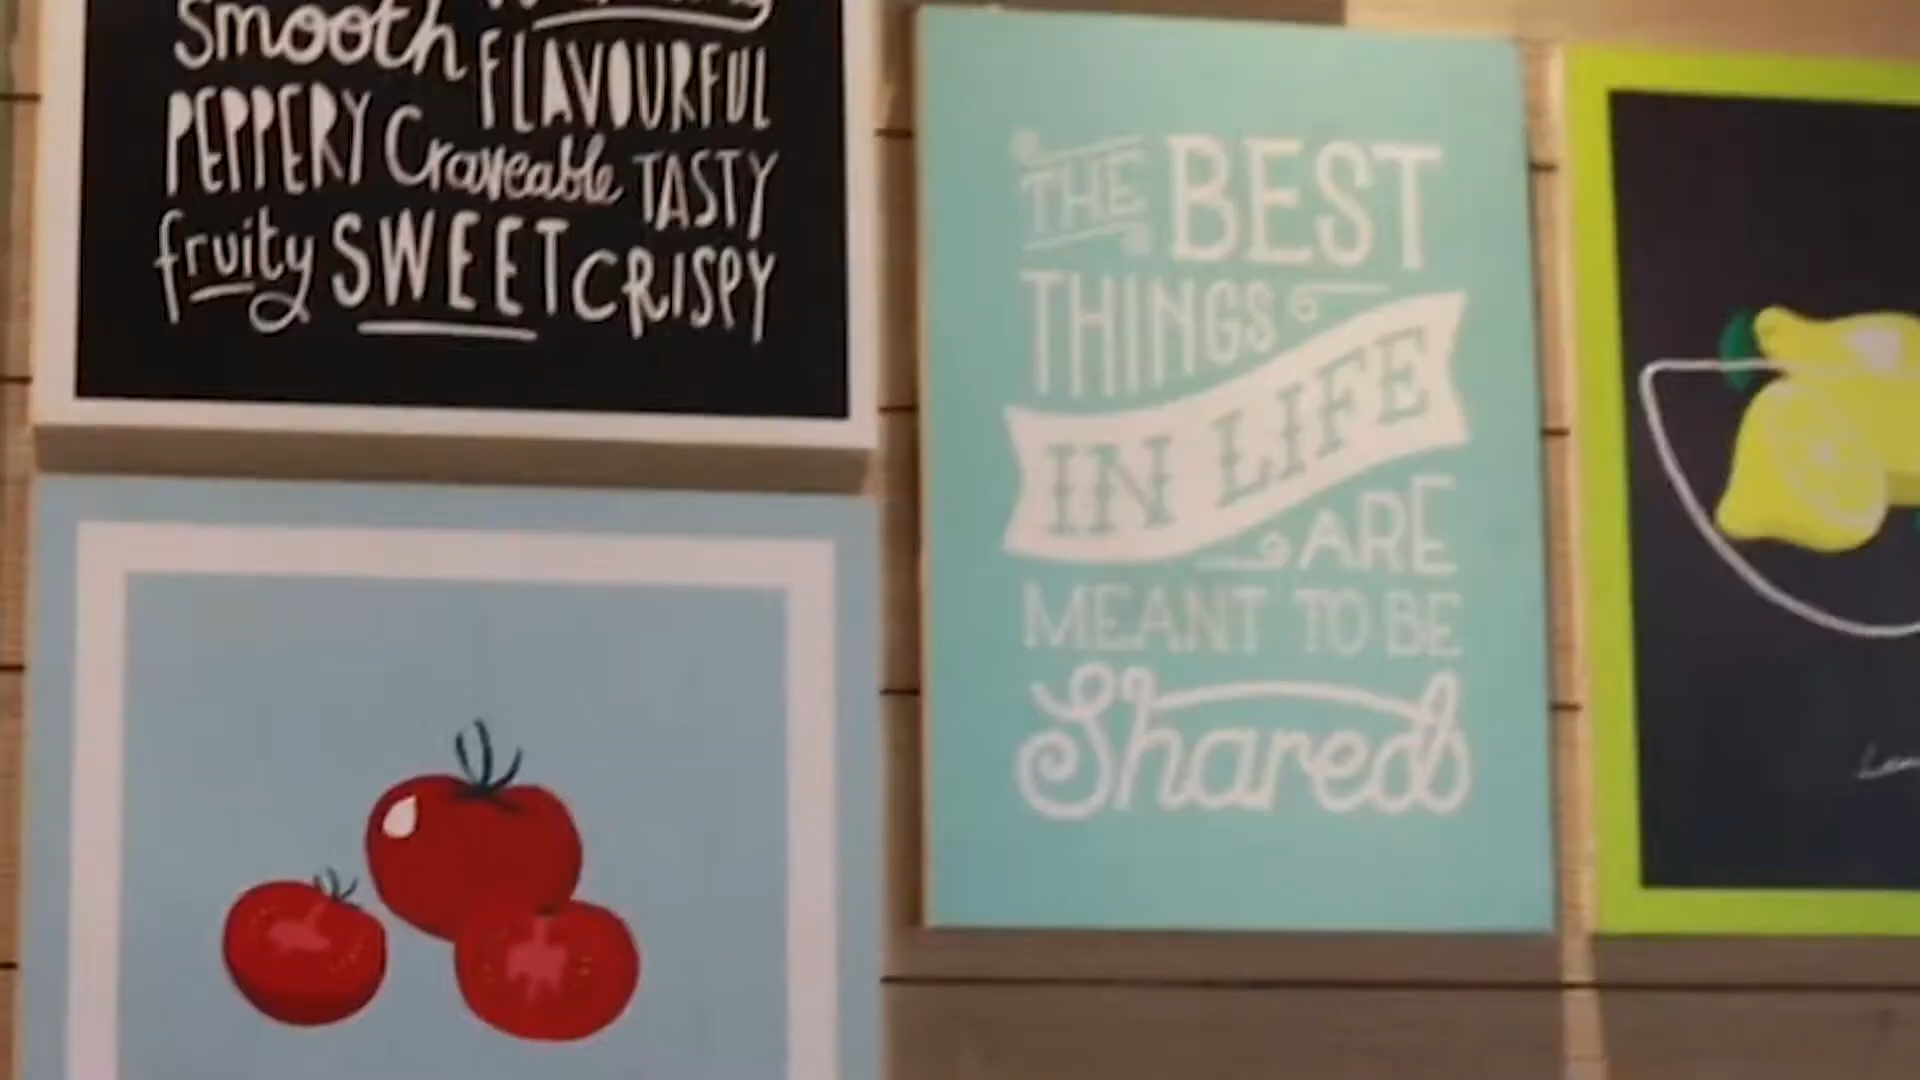 Smooth
FLAVOURFUL
PEPPERY Craveable TASTY
fruity SWEET CRISPY
THE BEST
THINGS
IN LIFE
ARE
MEANT TO BE
Shared